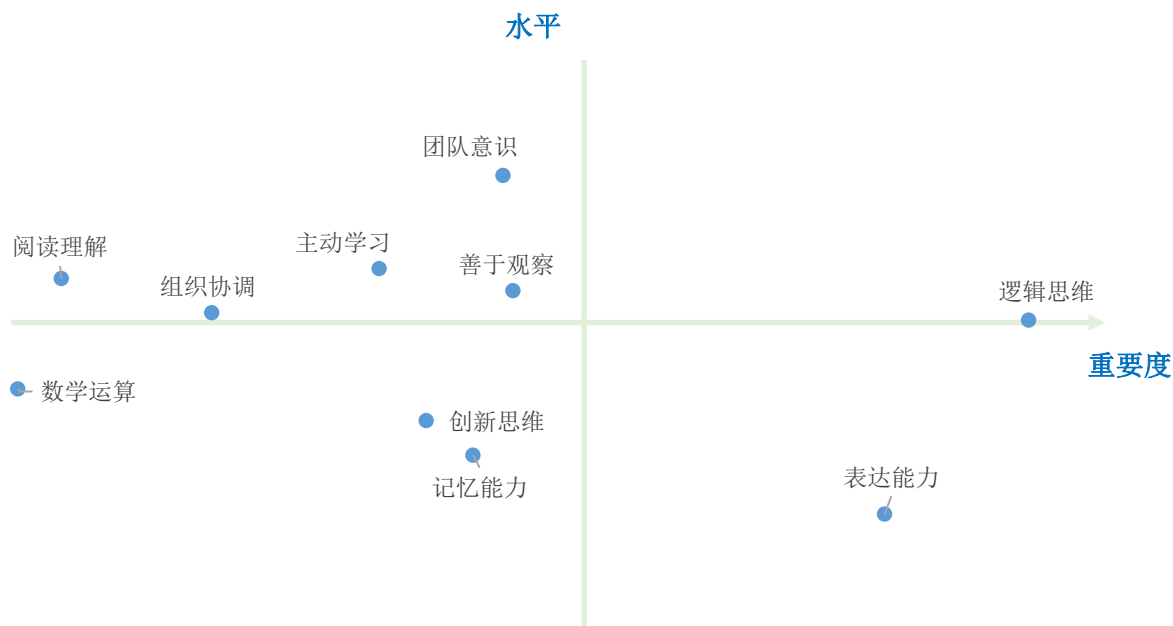 水平
团队意识
阅读理解
主动学习
善于观察
组织协调
逻辑思维
重要度
数学运算
创新思维
表达能力
记忆能力